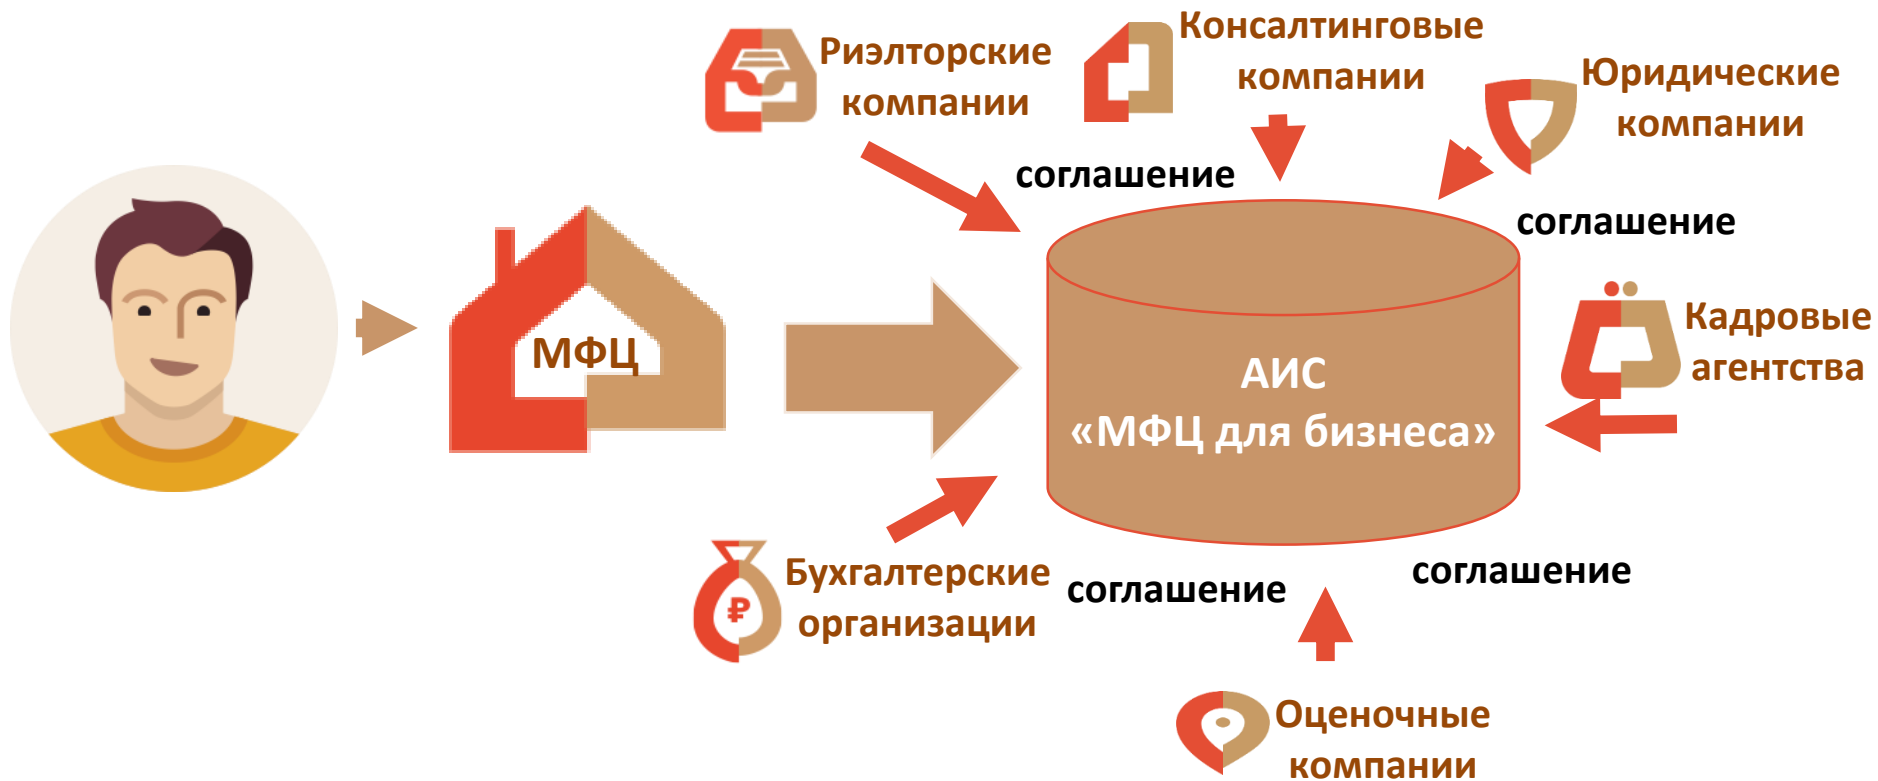 Риэлторские
компании
Консалтинговые
компании
Юридические
компании
соглашение
соглашение
МФЦ
АИС
«МФЦ для бизнеса»
Кадровые
агентства
Бухгалтерские
организации
₽
соглашение
соглашение
Оценочные
компании